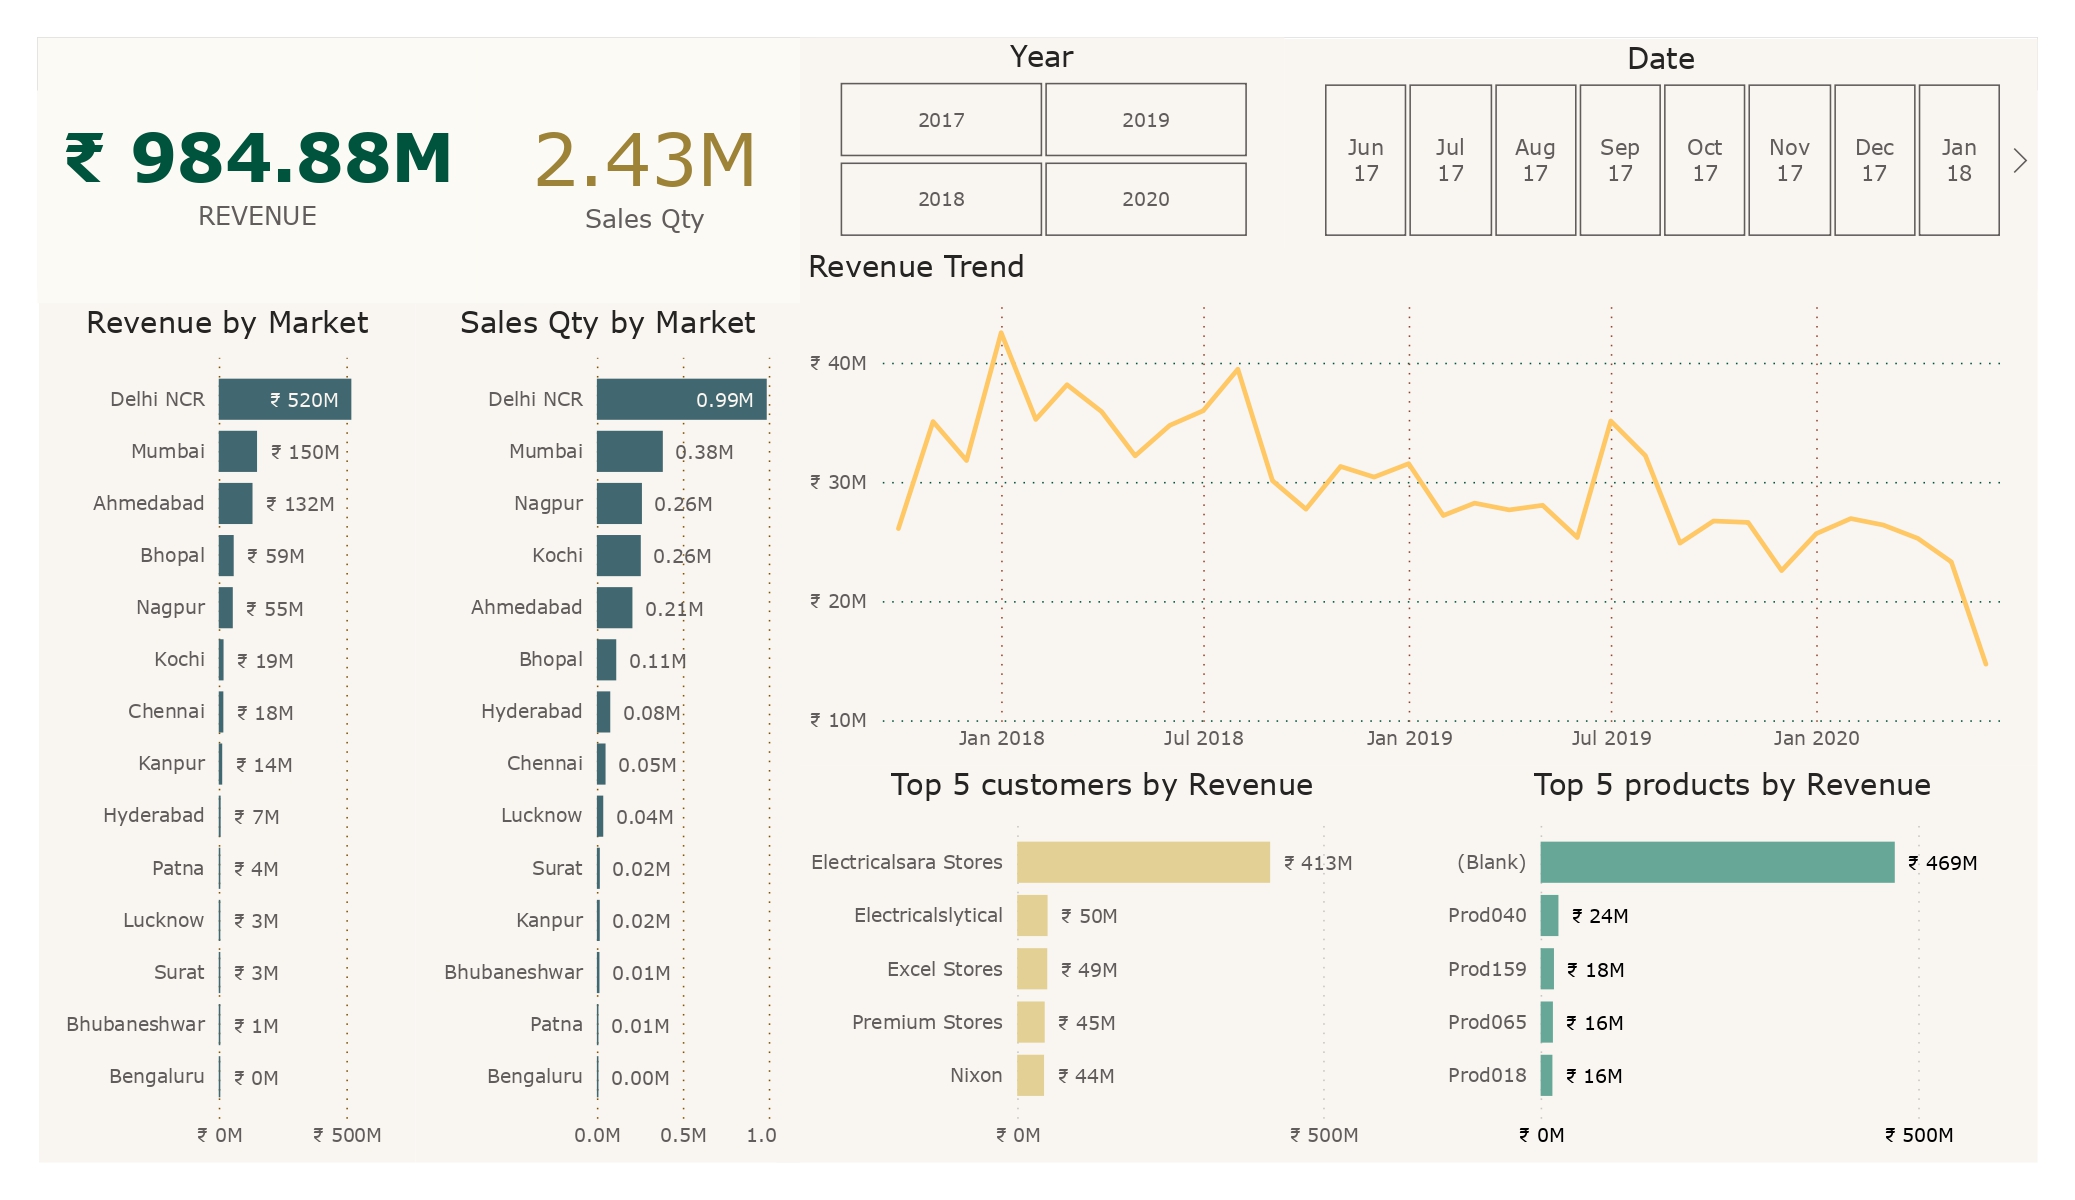 ₹ 984.88M
REVENUE
2.43M
Sales Qty
Year
2017
2019
2018
2020
Date
Jun
17
Jul
17
Aug
17
Sep
17
Oct
17
Nov
17
Dec
17
Jan
18
Revenue Trend
₹ 40M
₹ 30M
₹ 20M
₹ 10M
Jan 2018
Jul 2018
Jan 2019
Jul 2019
Jan 2020
Revenue by Market
Delhi NCR ₹ 520M
Mumbai ₹ 150M
Ahmedabad ₹ 132M
Bhopal ₹ 59M
Nagpur ₹ 55M
Kochi ₹ 19M
Chennai ₹ 18M
Kanpur ₹ 14M
Hyderabad ₹ 7M
Patna ₹ 4M
Lucknow ₹ 3M
Surat ₹ 3M
Bhubaneshwar ₹ 1M
Bengaluru ₹ 0M
₹ 0M ₹ 500M
Sales Qty by Market
Delhi NCR 0.99M
Mumbai 0.38M
Nagpur 0.26M
Kochi 0.26M
Ahmedabad 0.21M
Bhopal 0.11M
Hyderabad 0.08M
Chennai 0.05M
Lucknow 0.04M
Surat 0.02M
Kanpur 0.02M
Bhubaneshwar 0.01M
Patna 0.01M
Bengaluru 0.00M
0.0M 0.5M 1.0
Top 5 customers by Revenue
Electricalsara Stores ₹ 413M
Electricalslytical ₹ 50M
Excel Stores ₹ 49M
Premium Stores ₹ 45M
Nixon ₹ 44M
₹ 0M ₹ 500M
Top 5 products by Revenue
(Blank) ₹ 469M
Prod040 ₹ 24M
Prod159 ₹ 18M
Prod065 ₹ 16M
Prod018 ₹ 16M
₹ 0M ₹ 500M